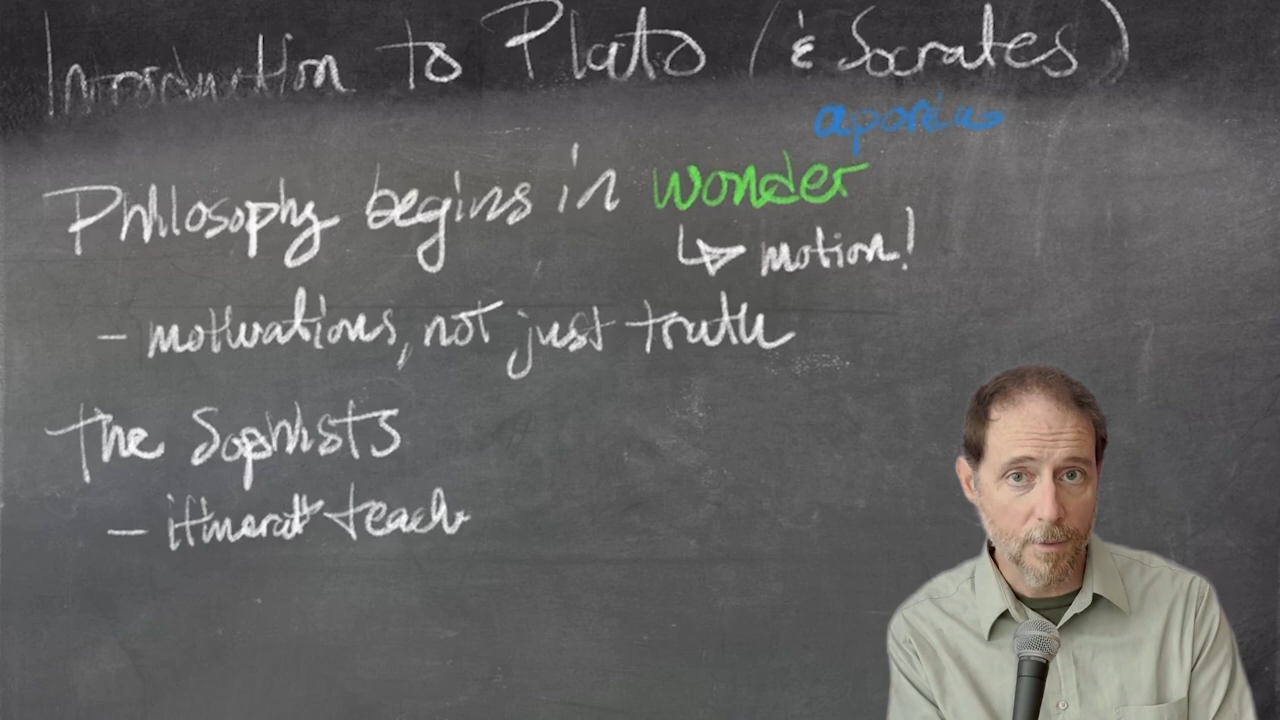 Introduction to Plato (& Socrates)
aporia
Philosophy begins in wonder
↳ motion!
- motivations, not just truth
The Sophists
- itinerant teach